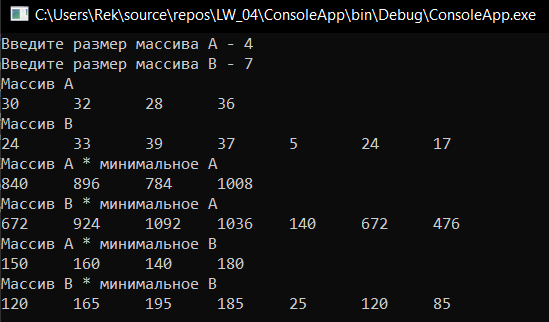 C:\Users\Rek\source\repos\LW_04\ConsoleApp\bin\Debug\ConsoleApp.exe
Введите размер массива A - 4
Введите размер массива B - 7
Массив A
30 32 28 36
Массив B
24 33 39 37 5 24 17
Массив A * минимальное A
840 896 784 1008
Массив B * минимальное A
672 924 1092 1036 140 672 476
Массив A * минимальное B
150 160 140 180
Массив B * минимальное B
120 165 195 185 25 120 85